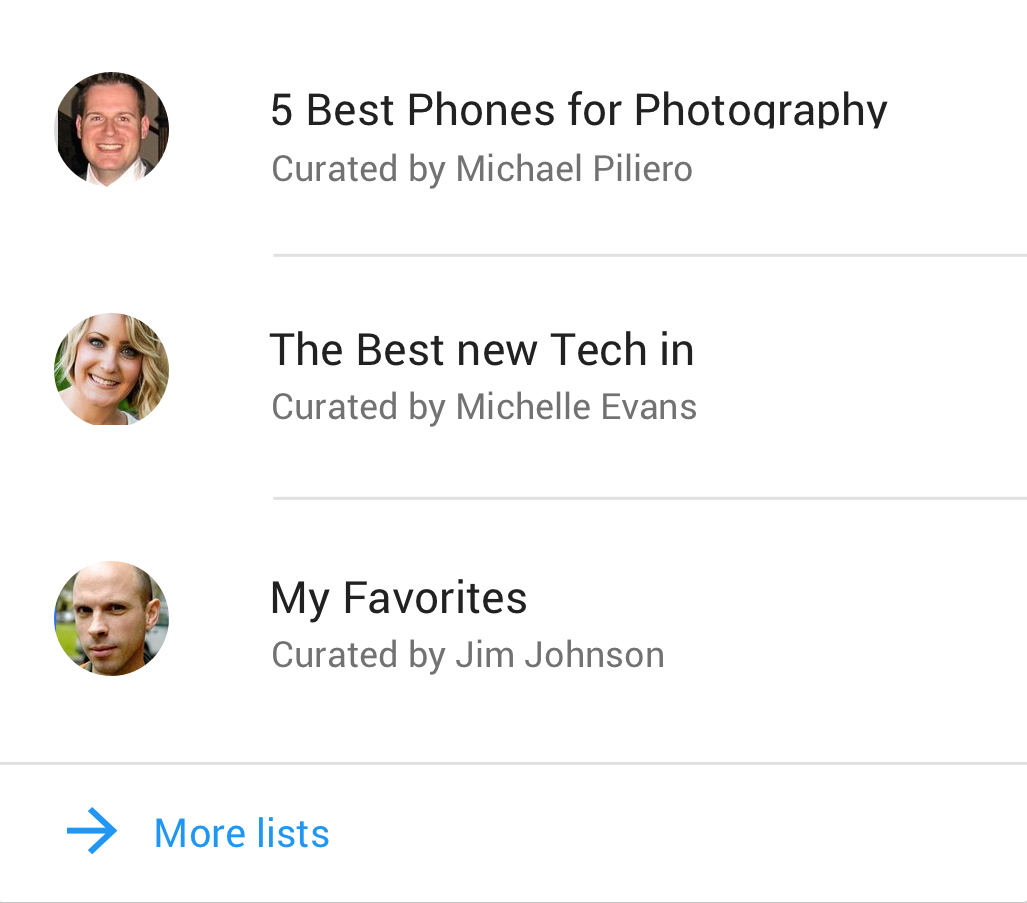 5 Best Phones for Photography
Curated by Michael Piliero
The Best new Tech in
Curated by Michelle Evans
My Favorites
Curated by Jim Johnson
More lists